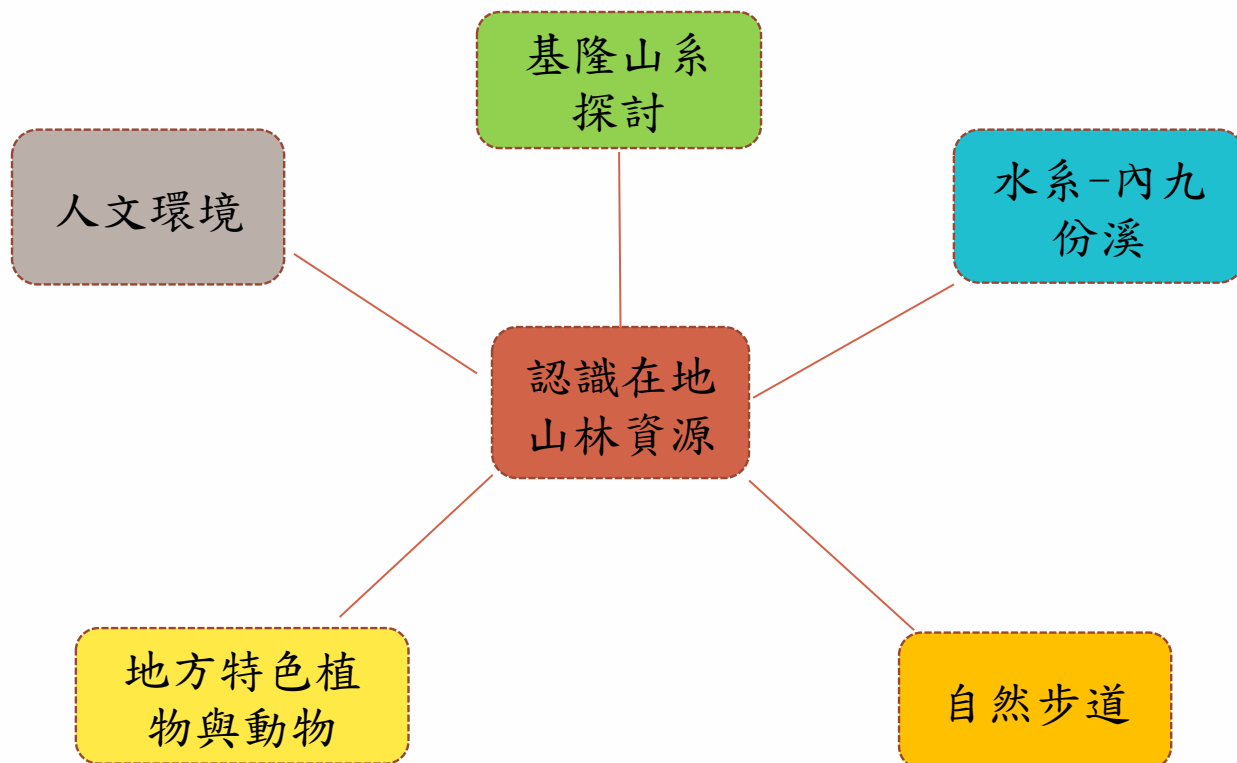 基隆山系
探討
人文環境
水系-內九
份溪
認識在地
山林資源
地方特色植
物與動物
自然步道